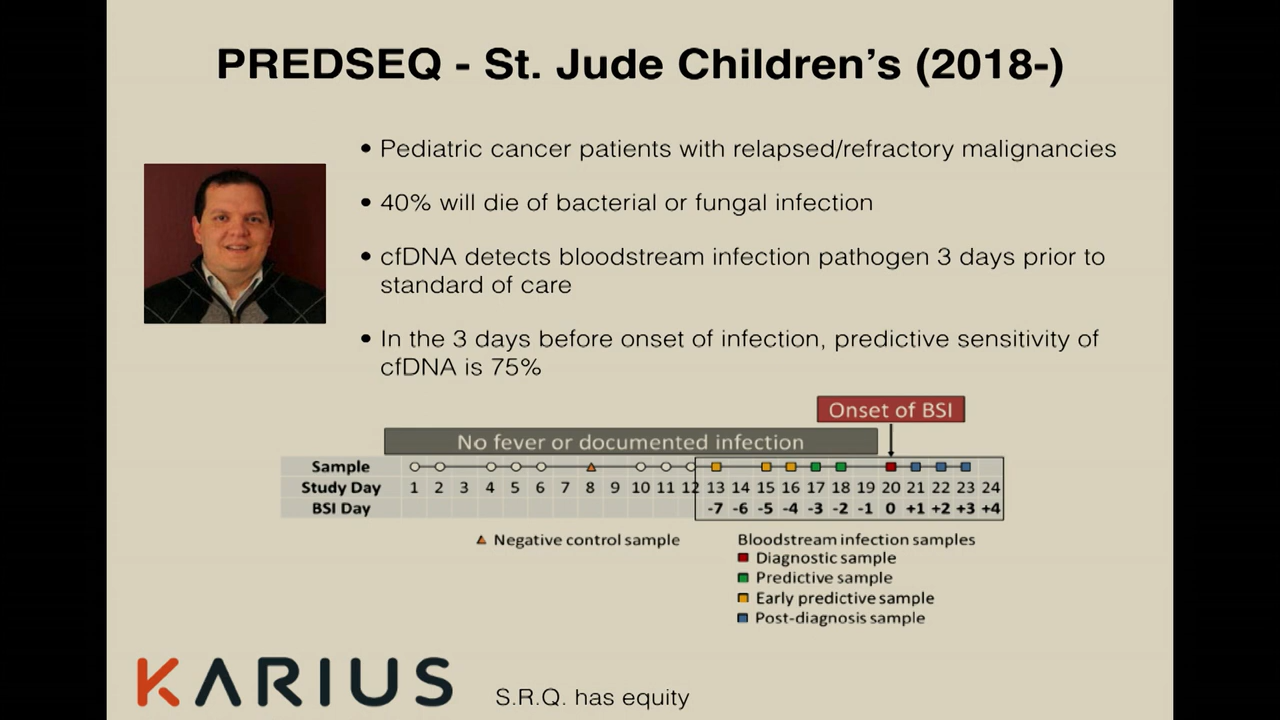 PREDSEQ - St. Jude Children's (2018-)
• Pediatric cancer patients with relapsed/refractory malignancies
• 40% will die of bacterial or fungal infection
• cfDNA detects bloodstream infection pathogen 3 days prior to
standard of care
• In the 3 days before onset of infection, predictive sensitivity of
cfDNA is 75%
Onset of BSI
No fever or documented infection
Sample
Study Day 1 2 3 4 5 6 7 8 9 10 11 12 13 14 15 16 17 18 19 20 21 22 23 24
BSI Day -7 -6 -5 -4 -3 -2 -1 0 +1 +2 +3 +4
Negative control sample
Bloodstream infection samples
Diagnostic sample
Predictive sample
Early predictive sample
Post-diagnosis sample
KARIUS
S.R.Q. has equity